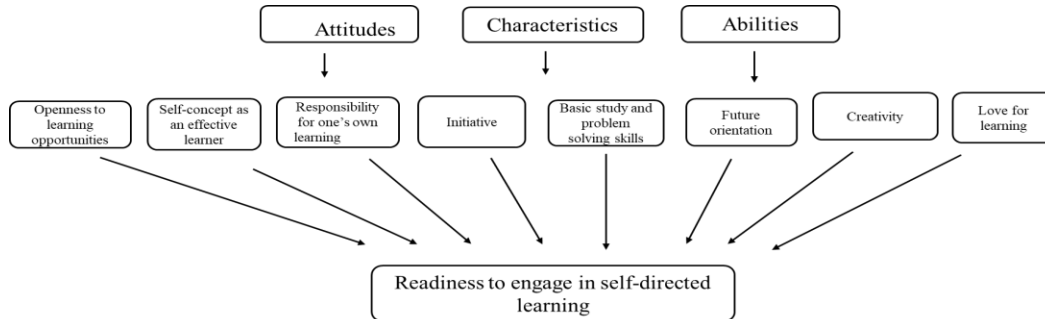 Attitudes
Characteristics
Abilities
Openness to
learning
opportunities
Self-concept as
an effective
learner
Responsibility
for one's own
learning
Initiative
Basic study and
problem
solving skills
Future
orientation
Creativity
Love for
learning
Readiness to engage in self-directed
learning